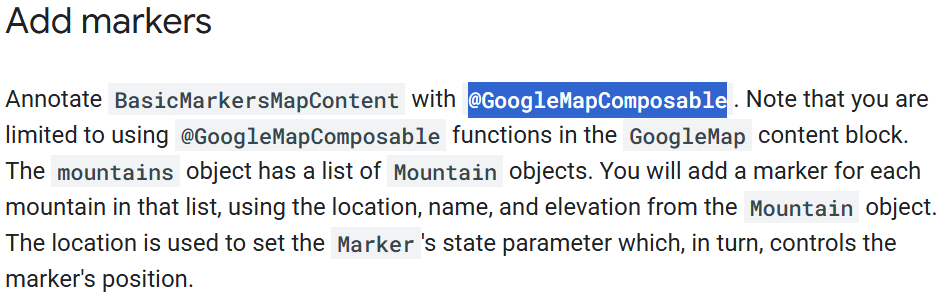 Add markers
Annotate BasicMarkersMapContent with @GoogleMapComposable . Note that you are
limited to using @GoogleMapComposable functions in the GoogleMap content block.
The mountains object has a list of Mountain objects. You will add a marker for each
mountain in that list, using the location, name, and elevation from the Mountain object.
The location is used to set the Marker 's state parameter which, in turn, controls the
marker's position.